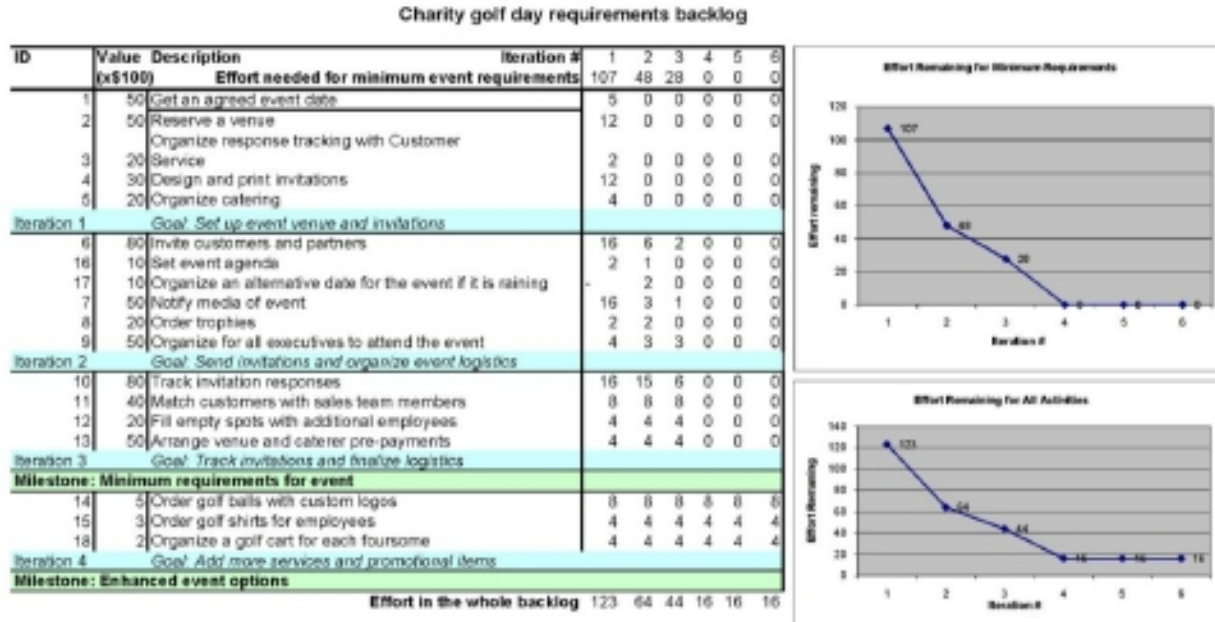 Charity golf day requirements backlog
ID Value Description Iteration # 1 2 3 4 5 6
(x$100) Effort needed for minimum event requirements 107 48 28 0 0 0
1 50 Get an agreed event date 5 0 0 0 0 0
2 50 Reserve a venue 12 0 0 0 0 0
Organize response tracking with Customer
3 20 Service 2 0 0 0 0 0
4 30 Design and print invitations 12 0 0 0 0 0
5 20 Organize catering 4 0 0 0 0 0
Iteration 1 Goal: Set up event venue and invitations
6 80 Invite customers and partners 16 6 2 0 0 0
16 10 Set event agenda 2 1 0 0 0 0
17 10 Organize an alternative date for the event if it is raining - 2 0 0 0 0
7 50 Notify media of event 16 3 1 0 0 0
8 20 Order trophies 2 2 0 0 0 0
9 50 Organize for all executives to attend the event 4 3 3 0 0 0
Iteration 2 Goal: Send invitations and organize event logistics
10 80 Track invitation responses 16 15 6 0 0 0
11 40 Match customers with sales team members 8 8 8 0 0 0
12 20 Fill empty spots with additional employees 4 4 4 0 0 0
13 50 Arrange venue and caterer pre-payments 4 4 4 0 0 0
Iteration 3 Goal: Track invitations and finalize logistics
Milestone: Minimum requirements for event
14 5 Order golf balls with custom logos 8 8 8 8 8 8
15 3 Order golf shirts for employees 4 4 4 4 4 4
18 2 Organize a golf cart for each foursome 4 4 4 4 4 4
Iteration 4 Goal: Add more services and promotional items
Milestone: Enhanced event options
Effort in the whole backlog 123 64 44 16 16 16
Effort Remaining for Minimum Requirements
Effort remaining
120
100
80
60
40
20
0
107
28
0 0 0
1 2 3 4 5 6
Iteration #
Effort Remaining for All Activities
Effort Remaining
140
120
100
80
60
40
20
0
123
64
44
16 16 16
1 2 3 4 5 6
Iteration #